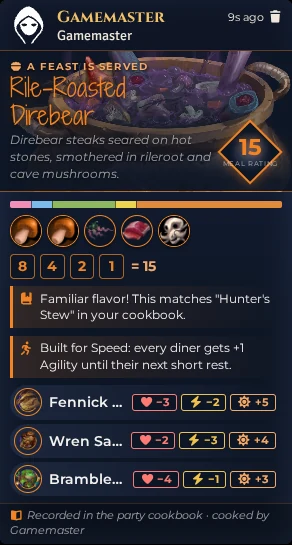 GAMEMASTER
9s ago
Gamemaster
A FEAST IS SERVED
Rile-Roasted
Direbear
Direbear steaks seared on hot
stones, smothered in rileroot and
cave mushrooms.
15
MEAL RATING
8 4 2 1 = 15
Familiar flavor! This matches "Hunter's
Stew" in your cookbook.
Built for Speed: every diner gets +1
Agility until their next short rest.
Fennick ... −3 −2 +5
Wren Sa... −2 −3 +4
Bramble... −4 −1 +3
Recorded in the party cookbook · cooked by
Gamemaster